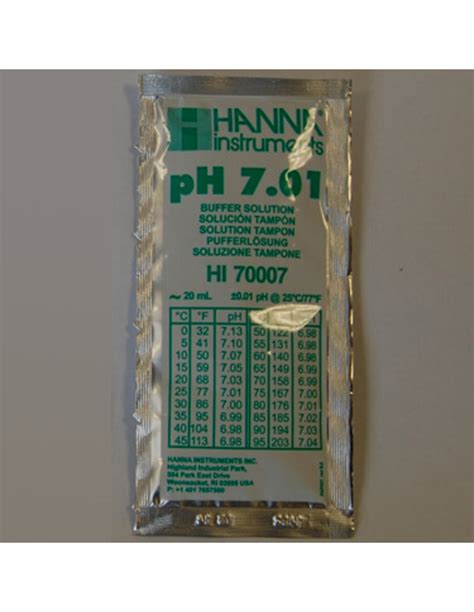 HANNA
instruments
pH 7.01
BUFFER SOLUTION
SOLUCIÓN TAMPÓN
SOLUTION TAMPON
PUFFERLÖSUNG
SOLUZIONE TAMPONE
HI 70007
~ 20 mL ±0.01 pH @ 25°C/77°F
°C °F pH °C °F pH
0 32 7.13 50 122 6.98
5 41 7.10 55 131 6.98
10 50 7.07 60 140 6.98
15 59 7.05 65 149 6.99
20 68 7.03 70 158 6.99
25 77 7.01 75 167 7.00
30 86 7.00 80 176 7.01
35 95 6.99 85 185 7.02
40 104 6.98 90 194 7.03
45 113 6.98 95 203 7.04
HANNA INSTRUMENTS INC.
Highland Industrial Park,
584 Park East Drive
Woonsocket, RI 02895 USA
P: +1 401 7657500